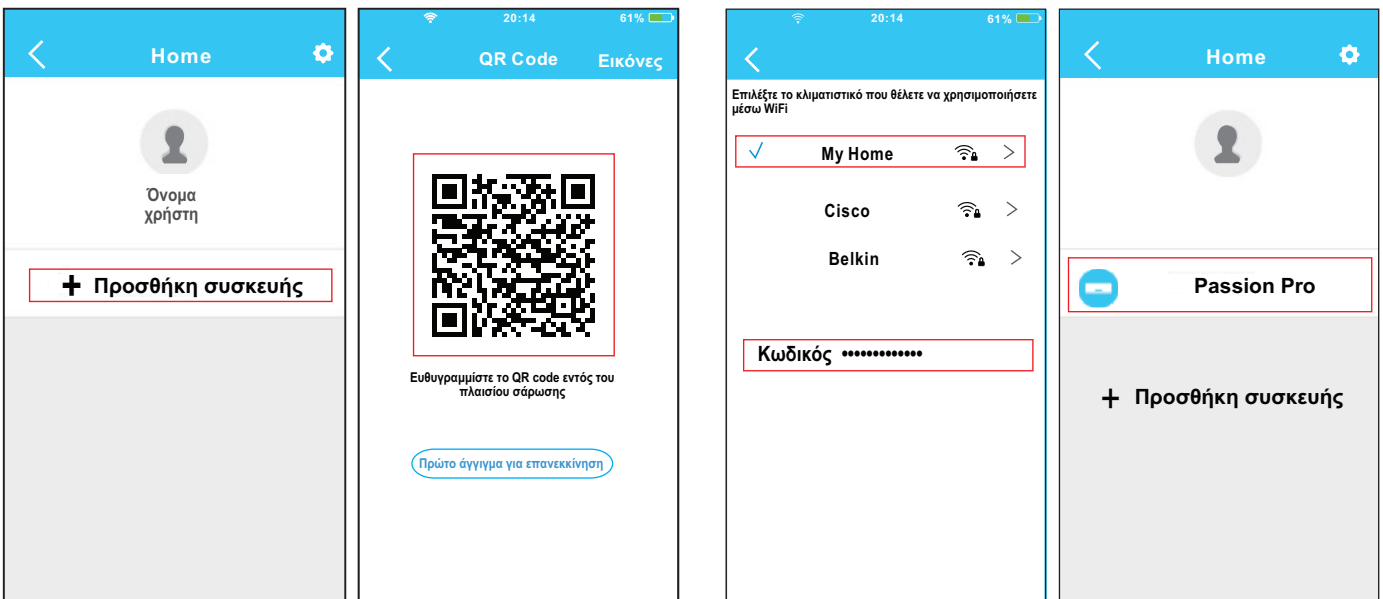 Home
Όνομα
χρήστη
+ Προσθήκη συσκευής
20:14
61%
QR Code
Εικόνες
Ευθυγραμμίστε το QR code εντός του
πλαισίου σάρωσης
Πρώτο άγγιγμα για επανεκκίνηση
20:14
61%
Επιλέξτε το κλιματιστικό που θέλετε να χρησιμοποιήσετε
μέσω WiFi
My Home
Cisco
Belkin
Κωδικός •••••••••••••
Home
Passion Pro
+ Προσθήκη συσκευής